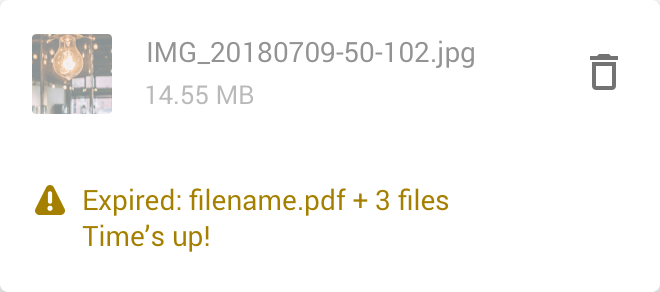 IMG_20180709-50-102.jpg
14.55 MB
Expired: filename.pdf + 3 files
Time’s up!